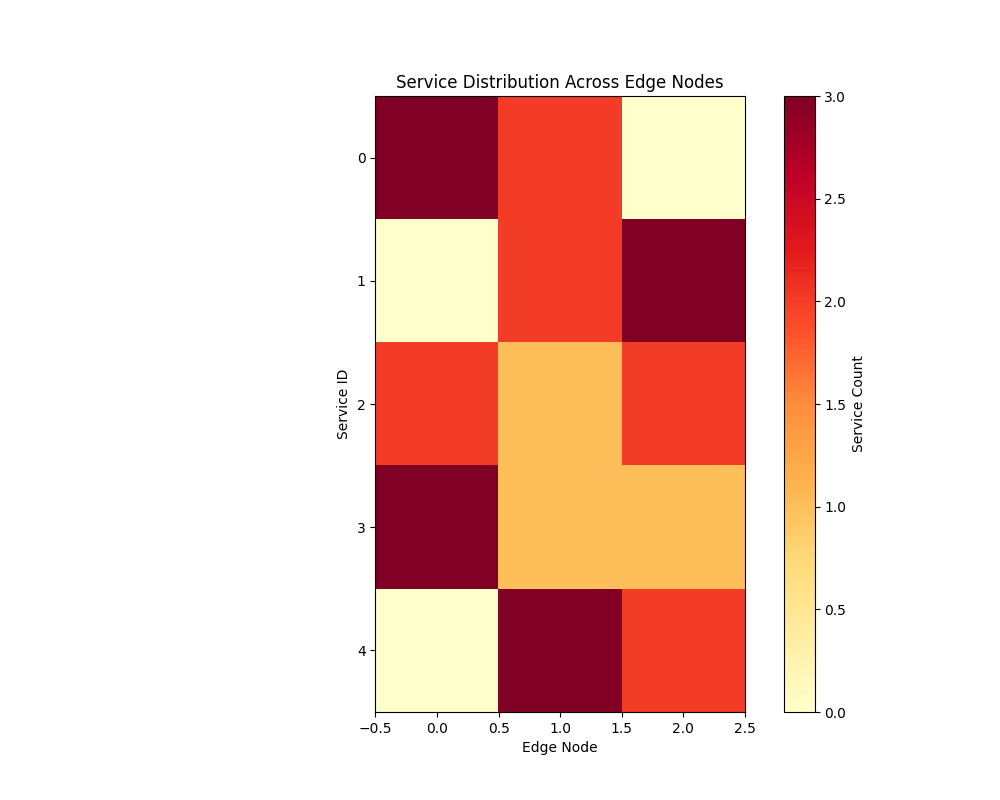 Service Distribution Across Edge Nodes
0
1
2
3
4
Service ID
−0.5 0.0 0.5 1.0 1.5 2.0 2.5
Edge Node
3.0
2.5
2.0
1.5
1.0
0.5
0.0
Service Count